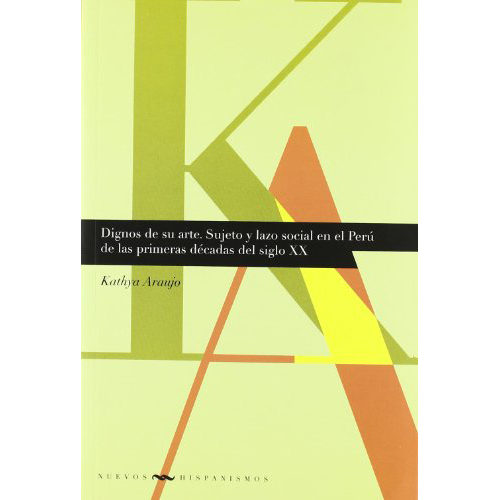 KA
Dignos de su arte. Sujeto y lazo social en el Perú
de las primeras décadas del siglo XX
Kathya Araujo
NUEVOS HISPANISMOS